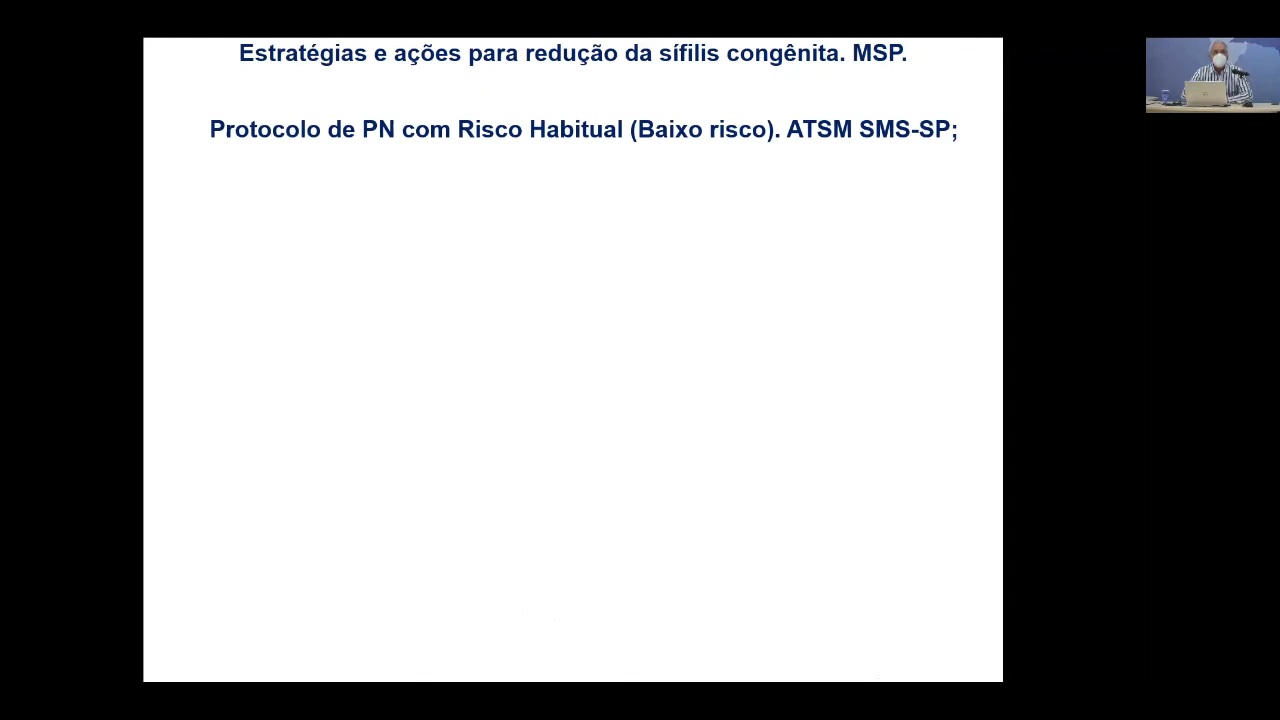 Estratégias e ações para redução da sífilis congênita. MSP.
Protocolo de PN com Risco Habitual (Baixo risco). ATSM SMS-SP;